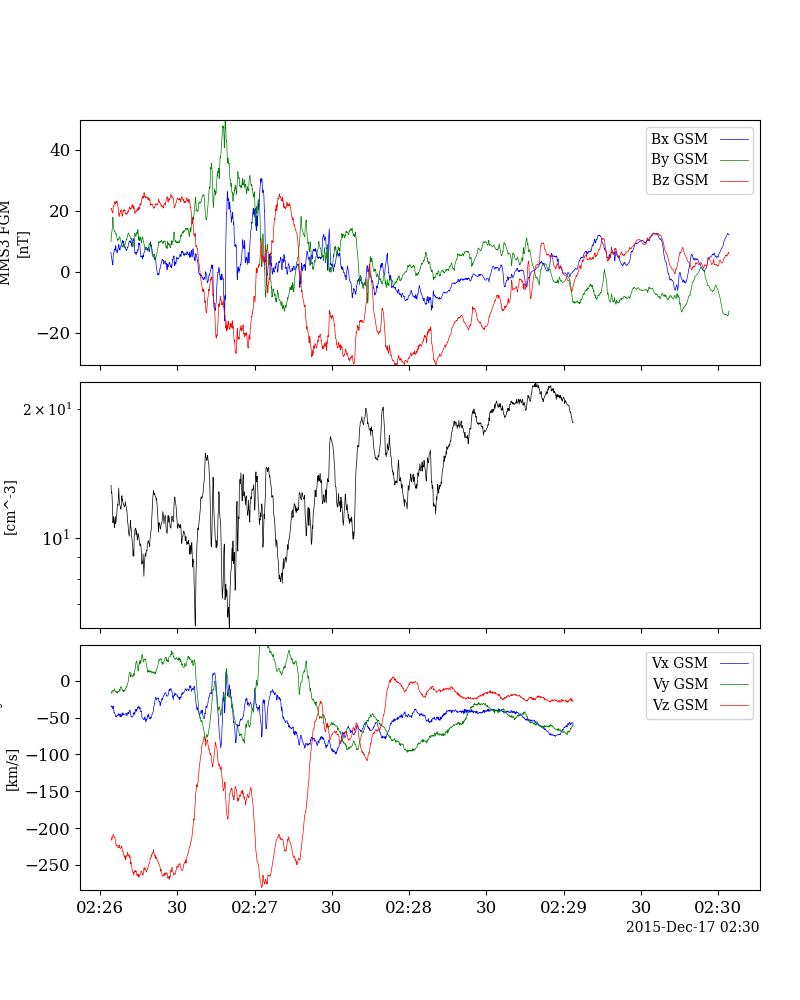 MMS3 FGM
[nT]
40
20
0
−20
Bx GSM
By GSM
Bz GSM
[cm^-3]
2 × 10¹
10¹
[km/s]
0
−50
−100
−150
−200
−250
Vx GSM
Vy GSM
Vz GSM
02:26 30 02:27 30 02:28 30 02:29 30 02:30
2015-Dec-17 02:30